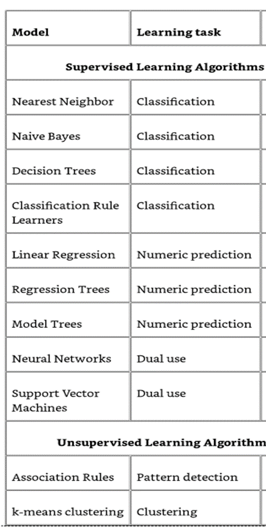 Model Learning task
Supervised Learning Algorithms
Nearest Neighbor Classification
Naive Bayes Classification
Decision Trees Classification
Classification Rule Classification
Learners
Linear Regression Numeric prediction
Regression Trees Numeric prediction
Model Trees Numeric prediction
Neural Networks Dual use
Support Vector Dual use
Machines
Unsupervised Learning Algorithm
Association Rules Pattern detection
k-means clustering Clustering